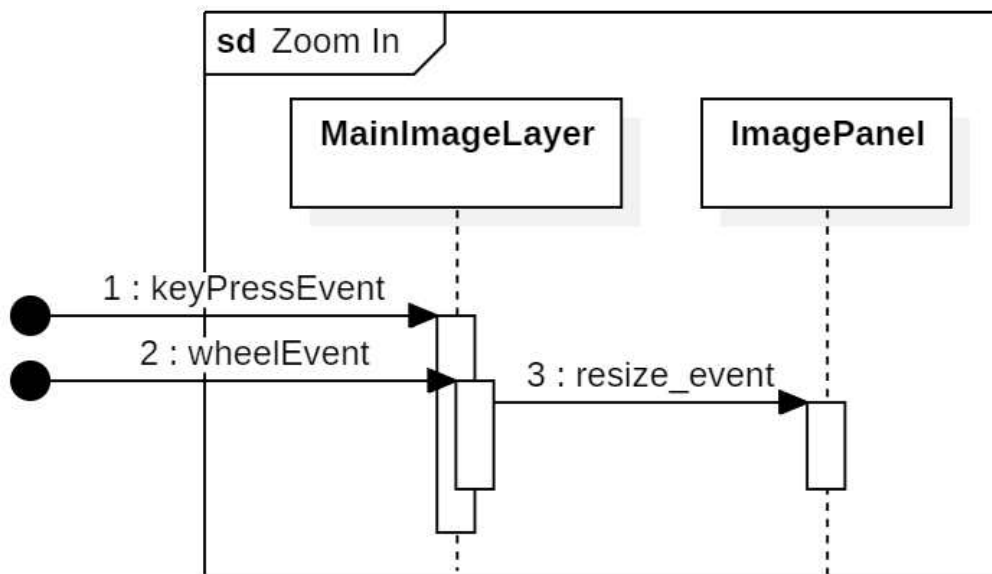 sd Zoom In
MainImageLayer
ImagePanel
1 : keyPressEvent
2 : wheelEvent
3 : resize_event